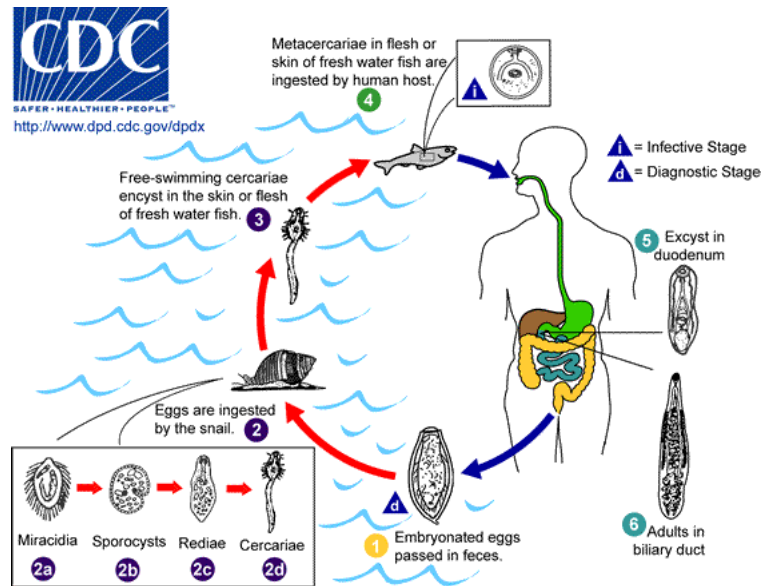 CDC
SAFER•HEALTHIER•PEOPLE™
http://www.dpd.cdc.gov/dpdx
Metacercariae in flesh or
skin of fresh water fish are
ingested by human host.
4
i
i = Infective Stage
d = Diagnostic Stage
Free-swimming cercariae
encyst in the skin or flesh
of fresh water fish. 3
5 Excyst in
duodenum
Eggs are ingested
by the snail. 2
d
1 Embryonated eggs
passed in feces.
6 Adults in
biliary duct
Miracidia Sporocysts Rediae Cercariae
2a 2b 2c 2d